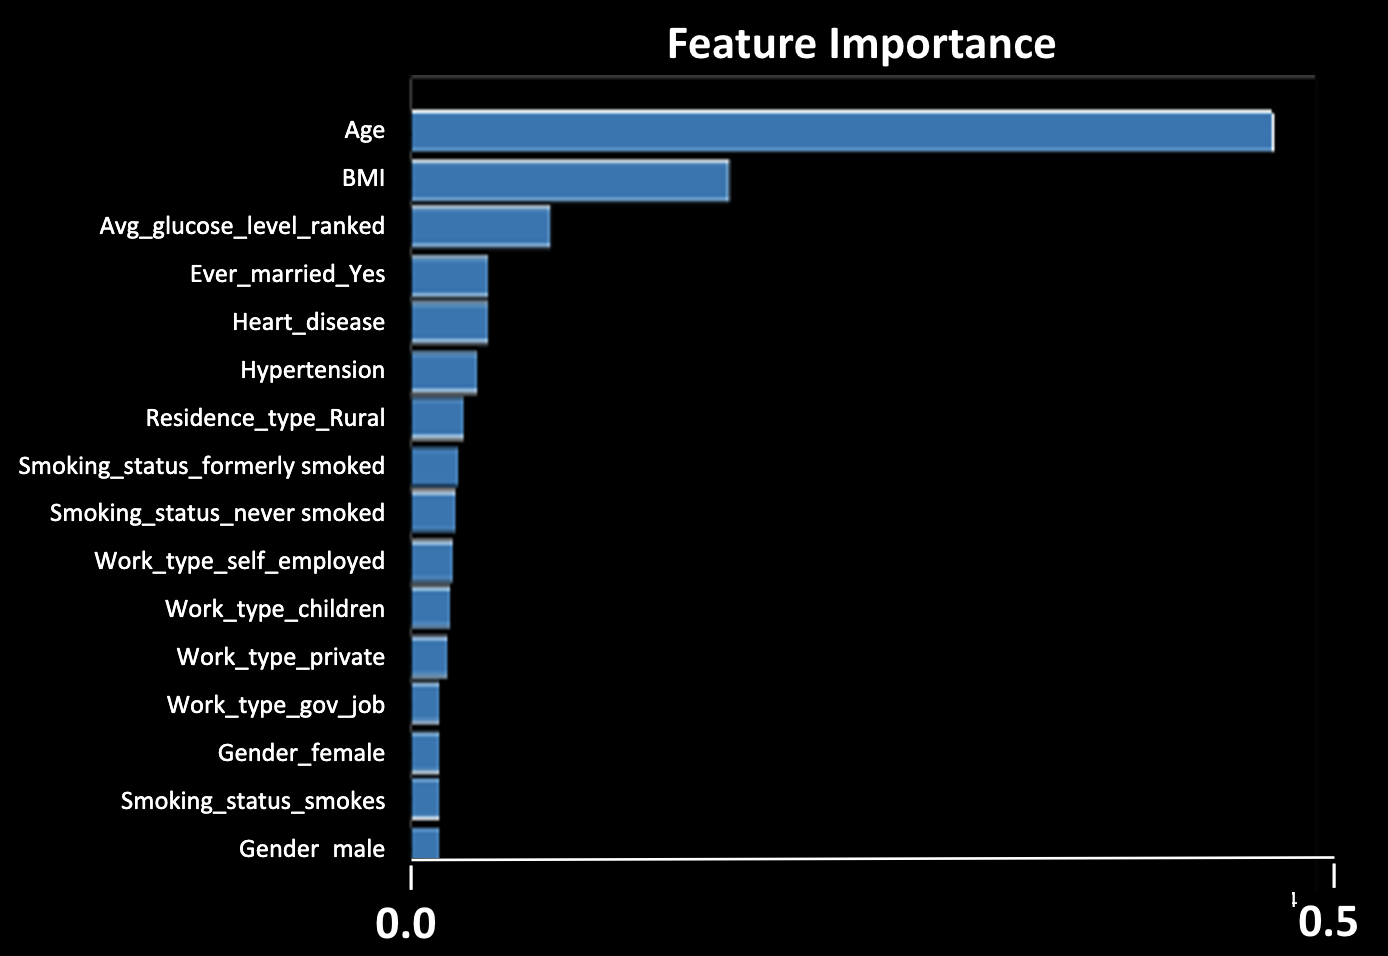 Feature Importance
Age
BMI
Avg_glucose_level_ranked
Ever_married_Yes
Heart_disease
Hypertension
Residence_type_Rural
Smoking_status_formerly smoked
Smoking_status_never smoked
Work_type_self_employed
Work_type_children
Work_type_private
Work_type_gov_job
Gender_female
Smoking_status_smokes
Gender male
0.0
0.5